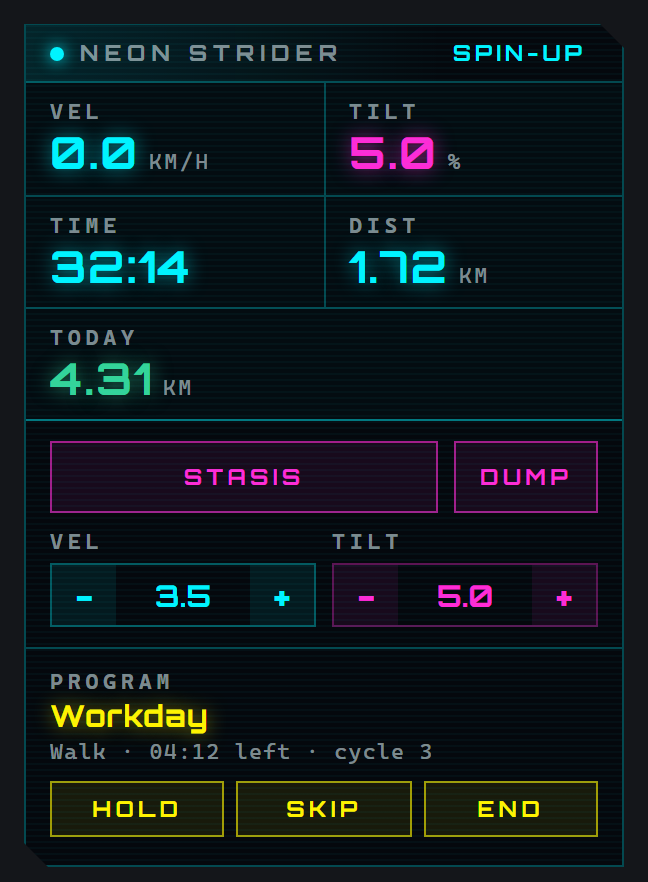 NEON STRIDER SPIN-UP
VEL TILT
0.0 KM/H 5.0 %
TIME DIST
32:14 1.72 KM
TODAY
4.31 KM
STASIS DUMP
VEL TILT
- 3.5 + - 5.0 +
PROGRAM
Workday
Walk · 04:12 left · cycle 3
HOLD SKIP END